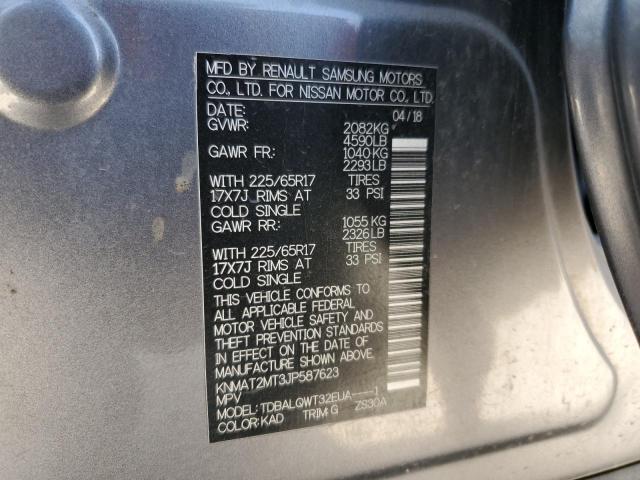 MFD BY RENAULT SAMSUNG MOTORS
CO., LTD. FOR NISSAN MOTOR CO., LTD.
DATE: 04/18
GVWR: 2082KG
4590LB
GAWR FR: 1040KG
2293LB
WITH 225/65R17 TIRES
17X7J RIMS AT 33 PSI
COLD SINGLE
GAWR RR: 1055 KG
2326LB
WITH 225/65R17 TIRES
17X7J RIMS AT 33 PSI
COLD SINGLE
THIS VEHICLE CONFORMS TO
ALL APPLICABLE FEDERAL
MOTOR VEHICLE SAFETY AND
THEFT PREVENTION STANDARDS
IN EFFECT ON THE DATE OF
MANUFACTURE SHOWN ABOVE.
KNMAT2MT3JP587623
MPV
MODEL: TDBALQWT32EUA----1
COLOR: KAD TRIM: G ZS30A